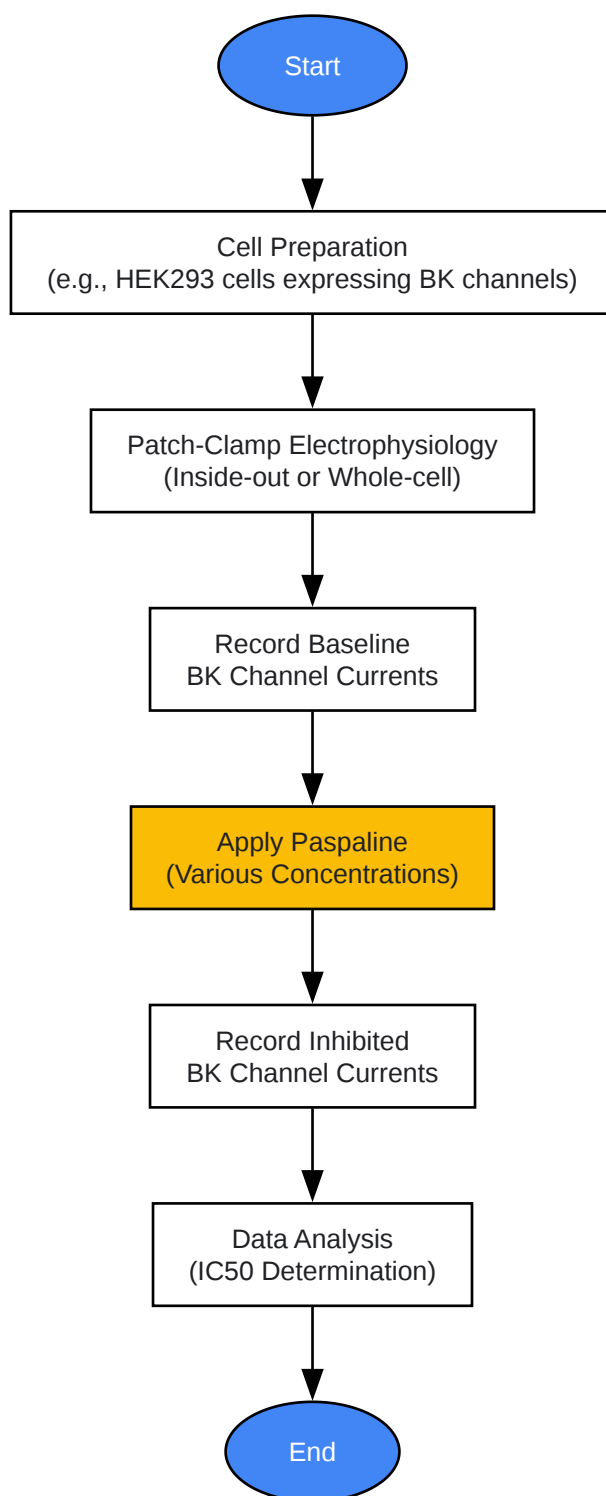 Start
Cell Preparation
(e.g., HEK293 cells expressing BK channels)
Patch-Clamp Electrophysiology
(Inside-out or Whole-cell)
Record Baseline
BK Channel Currents
Apply Paspaline
(Various Concentrations)
Record Inhibited
BK Channel Currents
Data Analysis
(IC50 Determination)
End